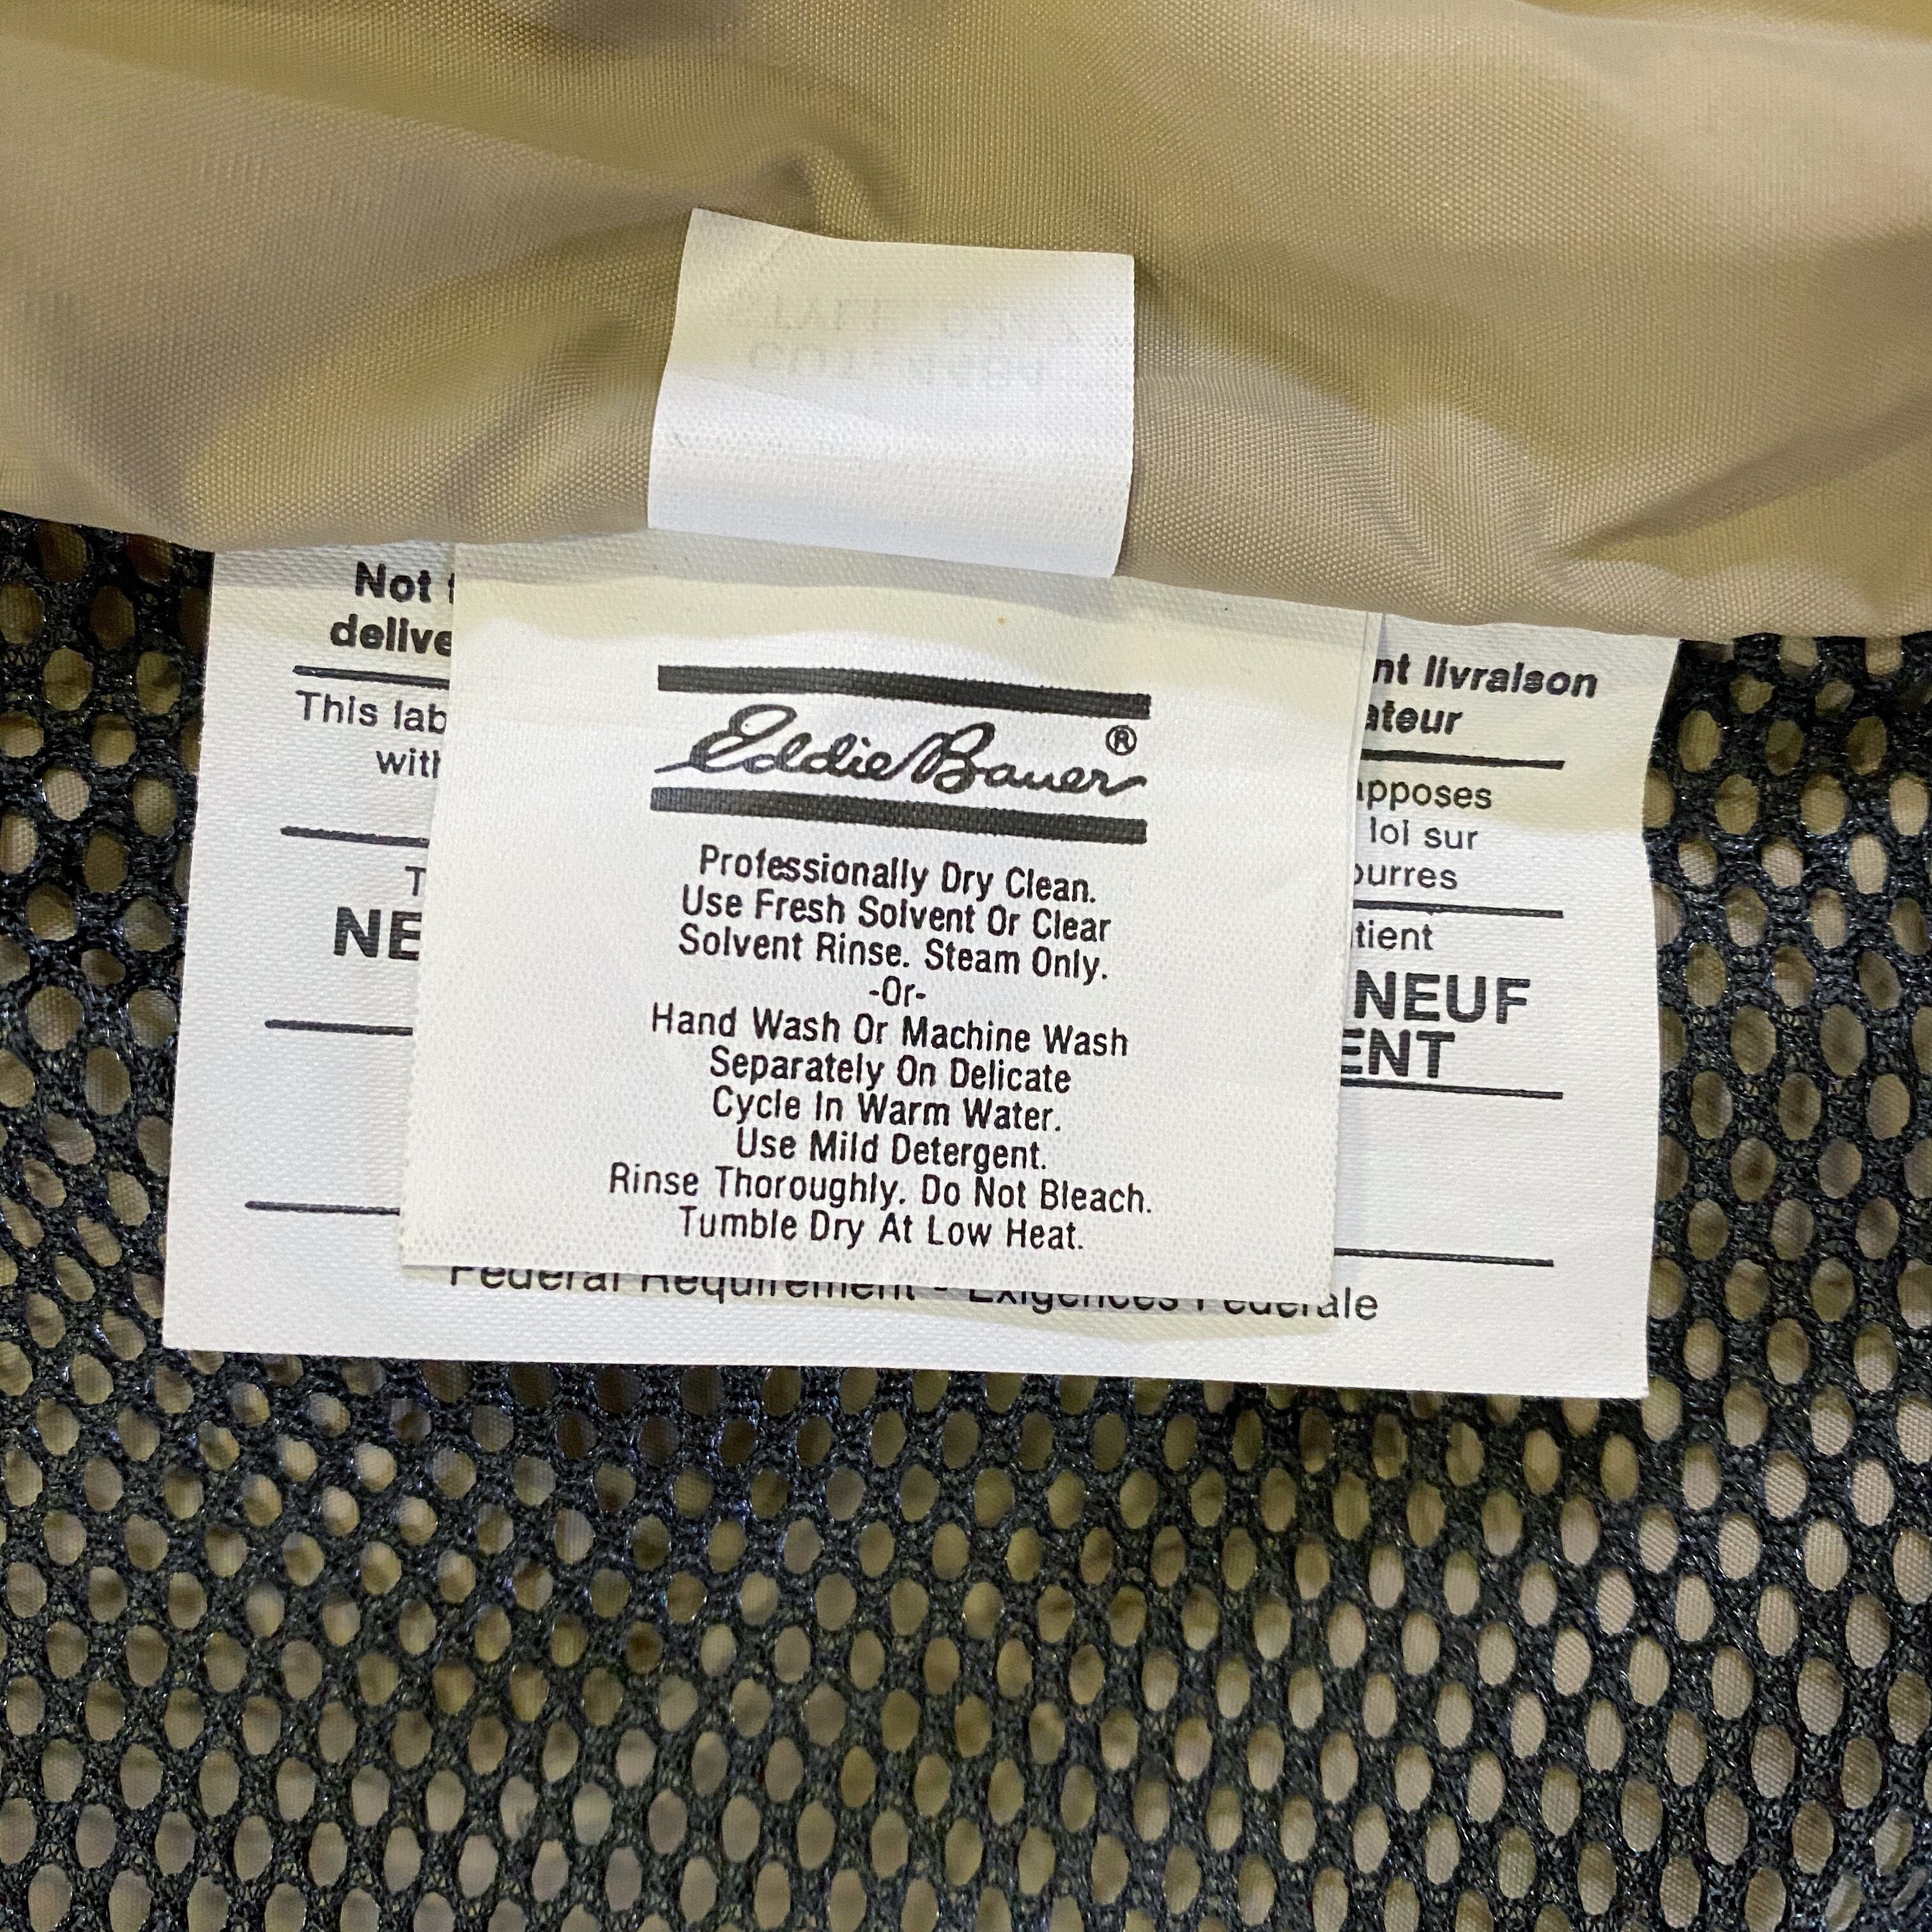 Not
delive
This lab
with
T
NE
Eddie Bauer®
Professionally Dry Clean.
Use Fresh Solvent Or Clear
Solvent Rinse. Steam Only.
-Or-
Hand Wash Or Machine Wash
Separately On Delicate
Cycle In Warm Water.
Use Mild Detergent.
Rinse Thoroughly. Do Not Bleach.
Tumble Dry At Low Heat.
nt livraison
ateur
pposes
loi sur
ourres
tient
NEUF
ENT
Federal Requirement - Exigences Federale